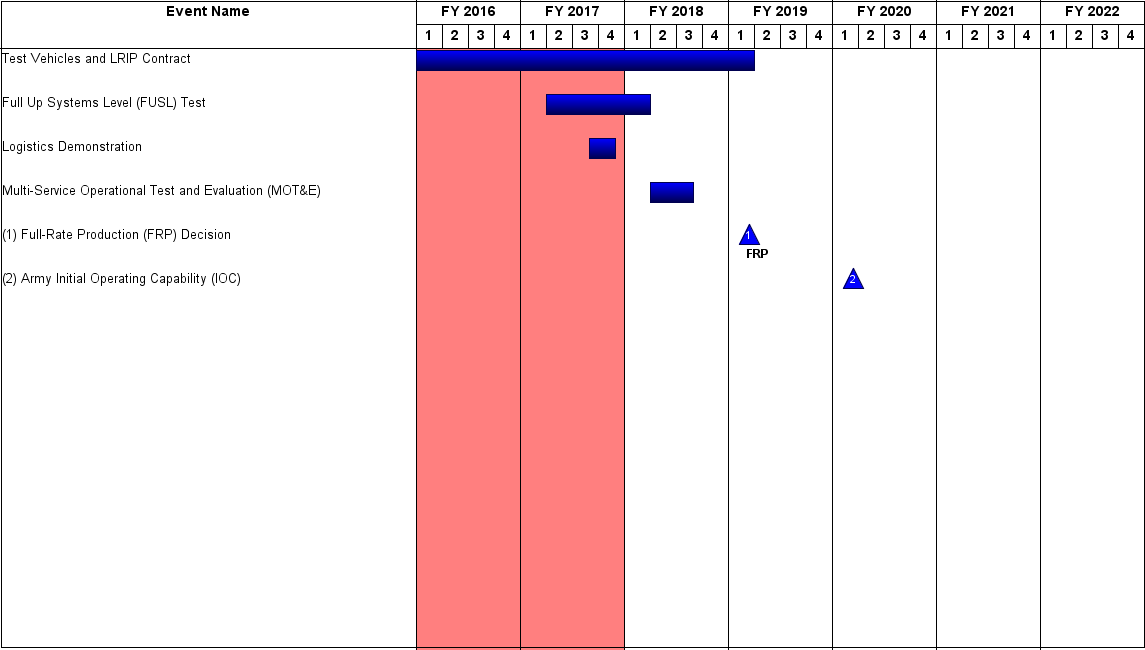 Event Name FY 2016 FY 2017 FY 2018 FY 2019 FY 2020 FY 2021 FY 2022
1 2 3 4 1 2 3 4 1 2 3 4 1 2 3 4 1 2 3 4 1 2 3 4 1 2 3 4
Test Vehicles and LRIP Contract
Full Up Systems Level (FUSL) Test
Logistics Demonstration
Multi-Service Operational Test and Evaluation (MOT&E)
(1) Full-Rate Production (FRP) Decision 1
FRP
(2) Army Initial Operating Capability (IOC) 2